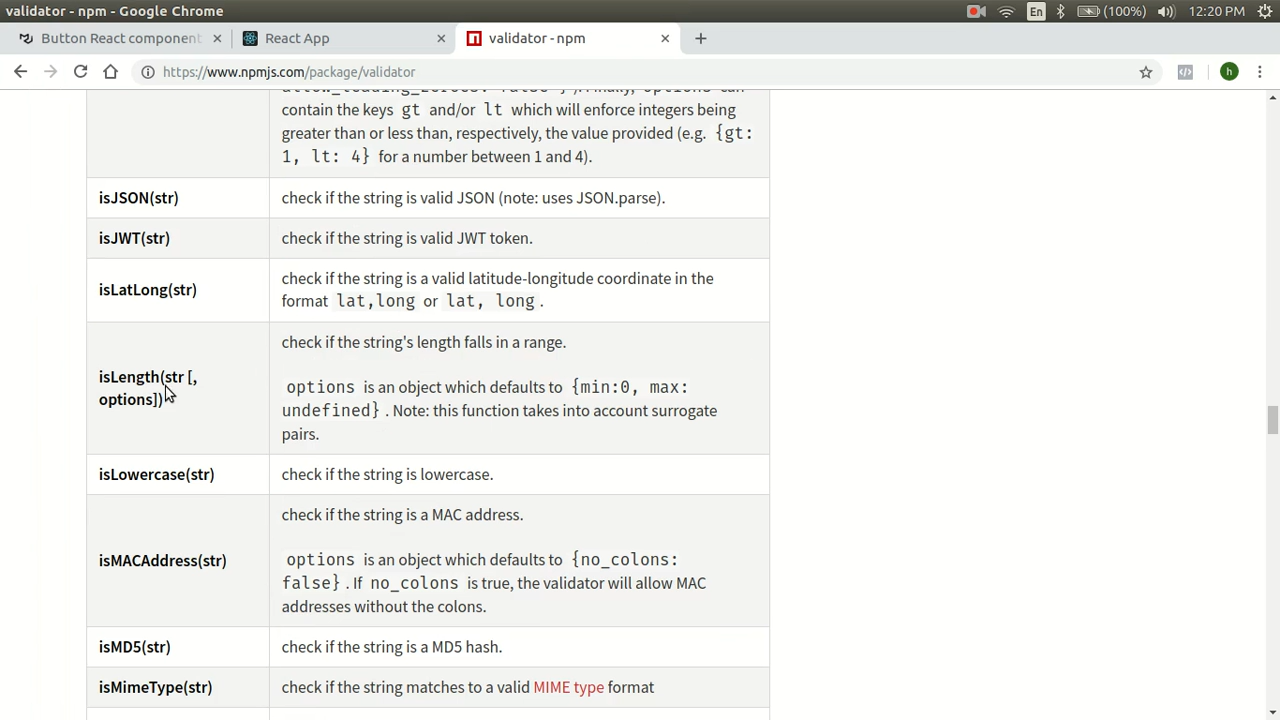 validator - npm - Google Chrome
En
(100%)
12:20 PM
Button React component
React App
validator - npm
https://www.npmjs.com/package/validator
h
contain the keys gt and/or lt which will enforce integers being
greater than or less than, respectively, the value provided (e.g. {gt:
1, lt: 4} for a number between 1 and 4).
isJSON(str)
check if the string is valid JSON (note: uses JSON.parse).
isJWT(str)
check if the string is valid JWT token.
isLatLong(str)
check if the string is a valid latitude-longitude coordinate in the
format lat,long or lat, long .
isLength(str [,
options])
check if the string's length falls in a range.
options is an object which defaults to {min:0, max:
undefined} . Note: this function takes into account surrogate
pairs.
isLowercase(str)
check if the string is lowercase.
isMACAddress(str)
check if the string is a MAC address.
options is an object which defaults to {no_colons:
false} . If no_colons is true, the validator will allow MAC
addresses without the colons.
isMD5(str)
check if the string is a MD5 hash.
isMimeType(str)
check if the string matches to a valid MIME type format